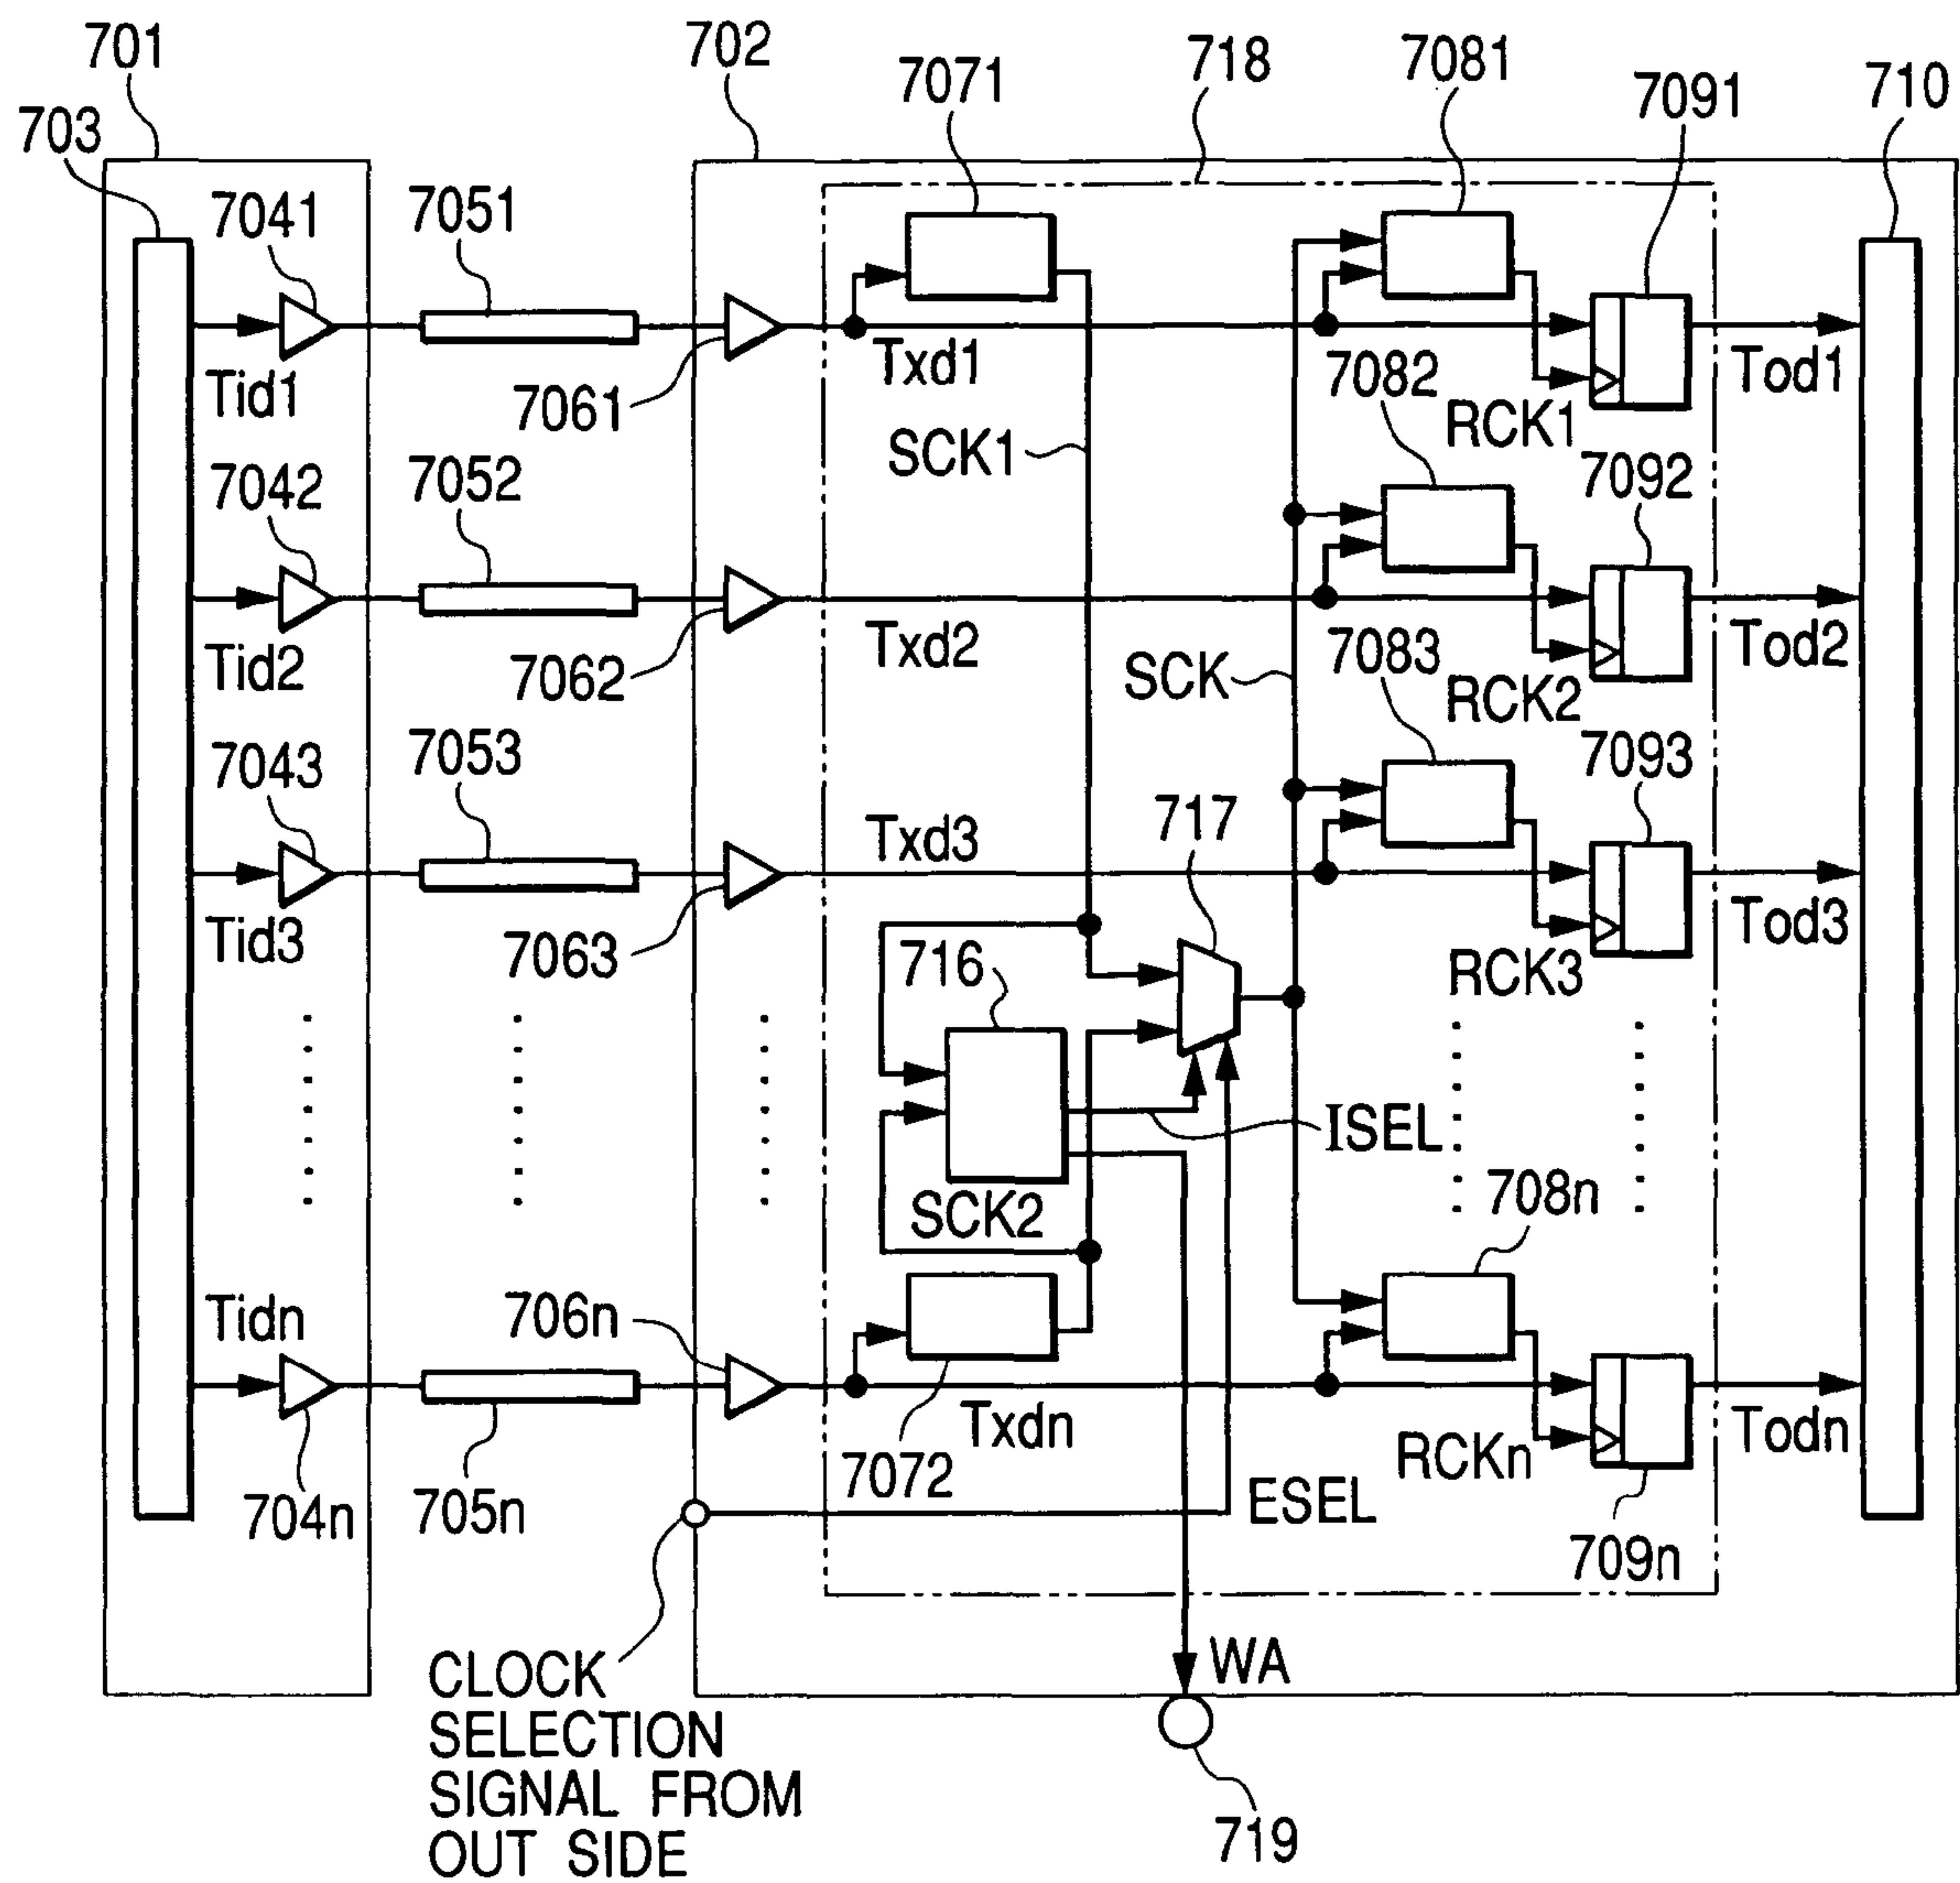 701
702
718
7081
703
7071
7091
710
7041
7051
Tid1
7061
Txd1
7082
RCK1
Tod1
SCK1
7042
7052
7092
Tid2
7062
Txd2
SCK
7083
RCK2
Tod2
7043
7053
7093
Txd3
717
Tid3
7063
716
RCK3
Tod3
ISEL
SCK2
708n
Tidn
706n
Txdn
RCKn
Todn
704n
705n
7072
ESEL
709n
CLOCK
SELECTION
SIGNAL FROM
OUT SIDE
WA
719